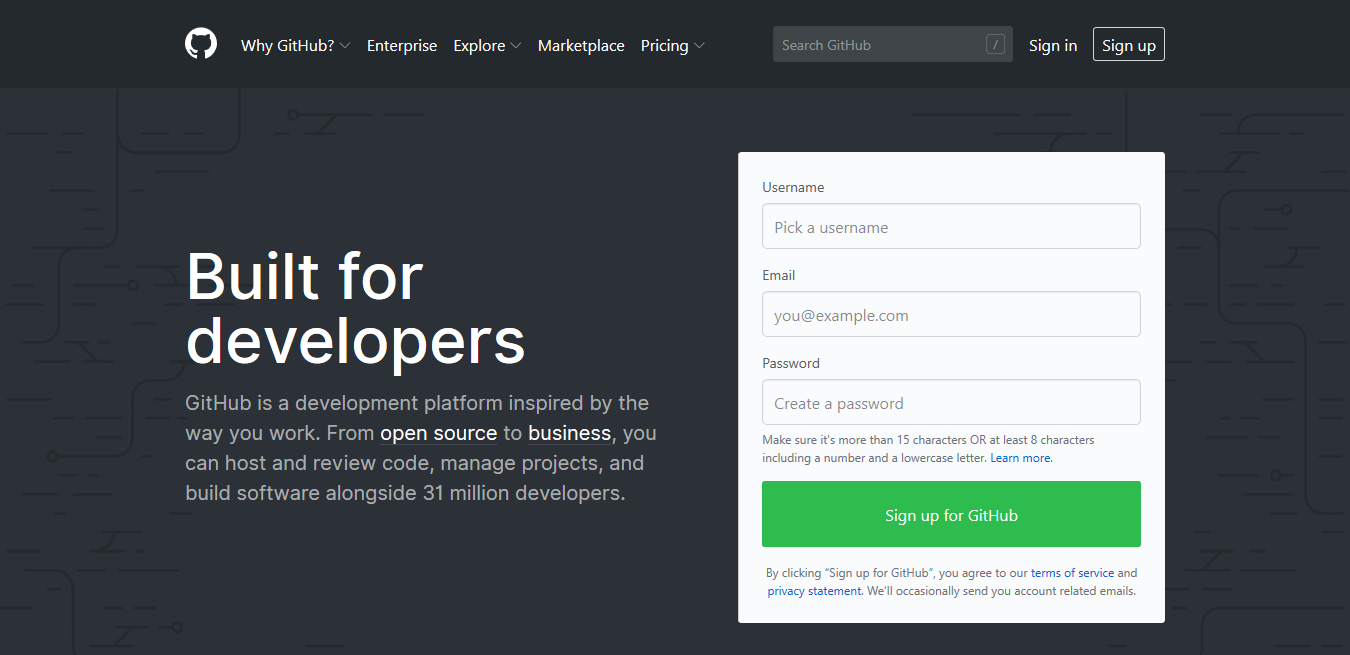 Why GitHub? Enterprise Explore Marketplace Pricing Search GitHub / Sign in Sign up
Built for
developers
GitHub is a development platform inspired by the
way you work. From open source to business, you
can host and review code, manage projects, and
build software alongside 31 million developers.
Username
Pick a username
Email
you@example.com
Password
Create a password
Make sure it's more than 15 characters OR at least 8 characters
including a number and a lowercase letter. Learn more.
Sign up for GitHub
By clicking “Sign up for GitHub”, you agree to our terms of service and
privacy statement. We’ll occasionally send you account related emails.